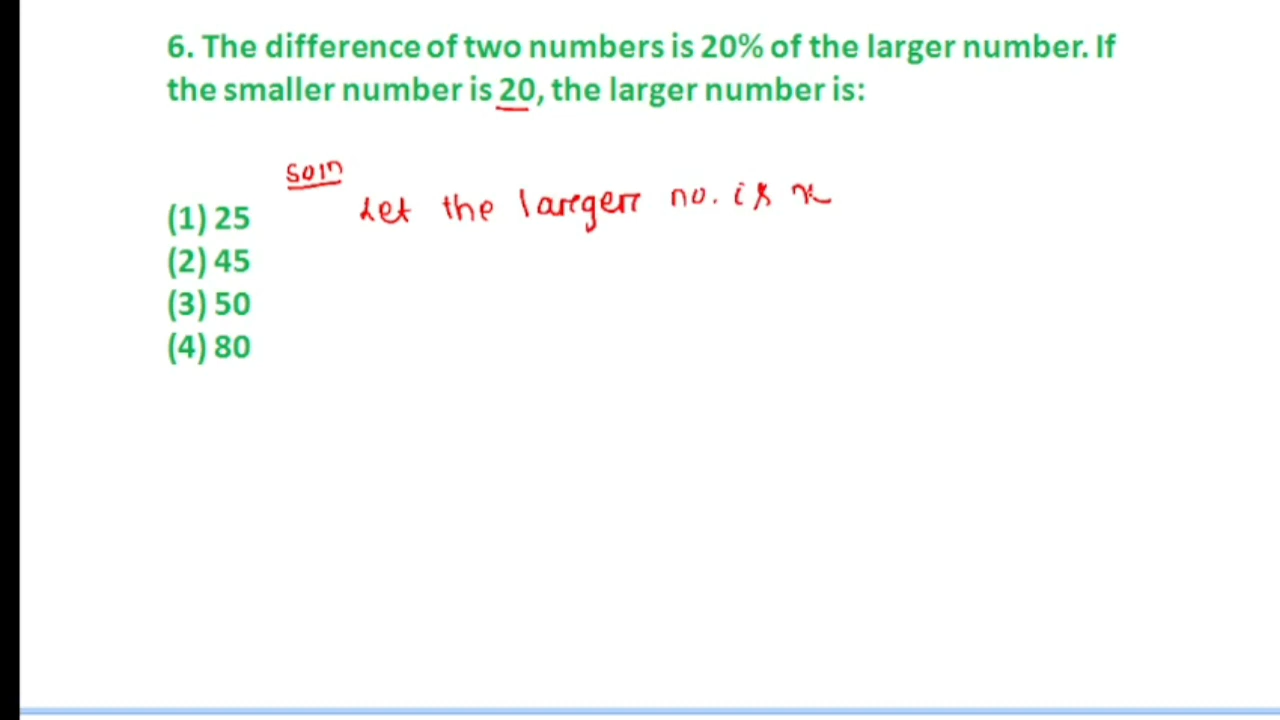 6. The difference of two numbers is 20% of the larger number. If
the smaller number is 20, the larger number is:
Soln
Let the larger no. is x
(1) 25
(2) 45
(3) 50
(4) 80